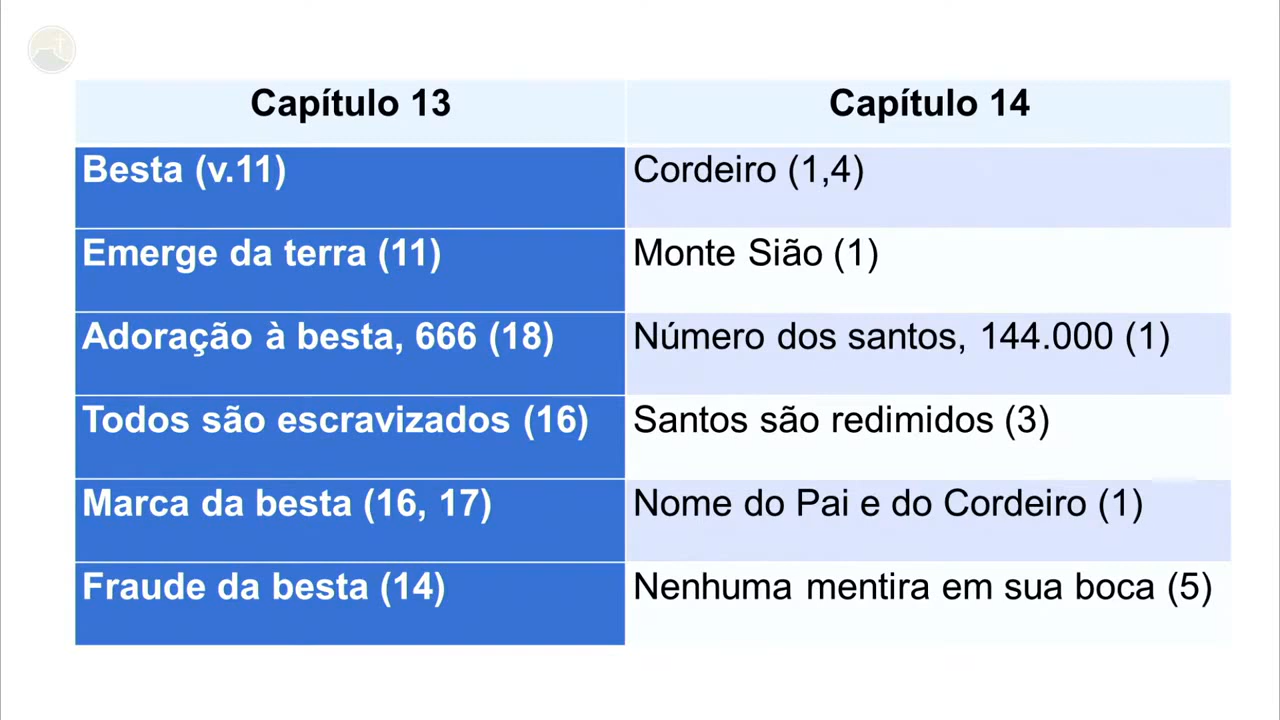 Capítulo 13 Capítulo 14
Besta (v.11) Cordeiro (1,4)
Emerge da terra (11) Monte Sião (1)
Adoração à besta, 666 (18) Número dos santos, 144.000 (1)
Todos são escravizados (16) Santos são redimidos (3)
Marca da besta (16, 17) Nome do Pai e do Cordeiro (1)
Fraude da besta (14) Nenhuma mentira em sua boca (5)